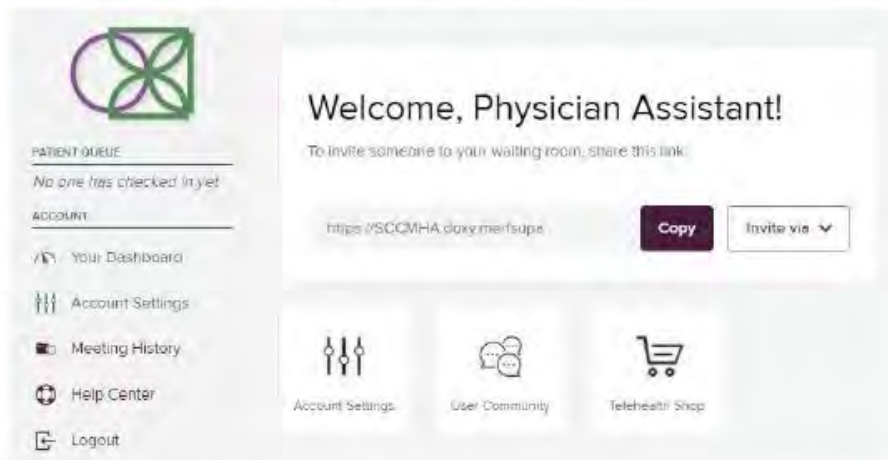 PATIENT QUEUE
No one has checked in yet
ACCOUNT
Your Dashboard
Account Settings
Meeting History
Help Center
Logout
Welcome, Physician Assistant!
To invite someone to your waiting room, share this link:
https://SCCMHA.doxy.me/fsupa
Copy
Invite via
Account Settings
User Community
Telehealth Shop